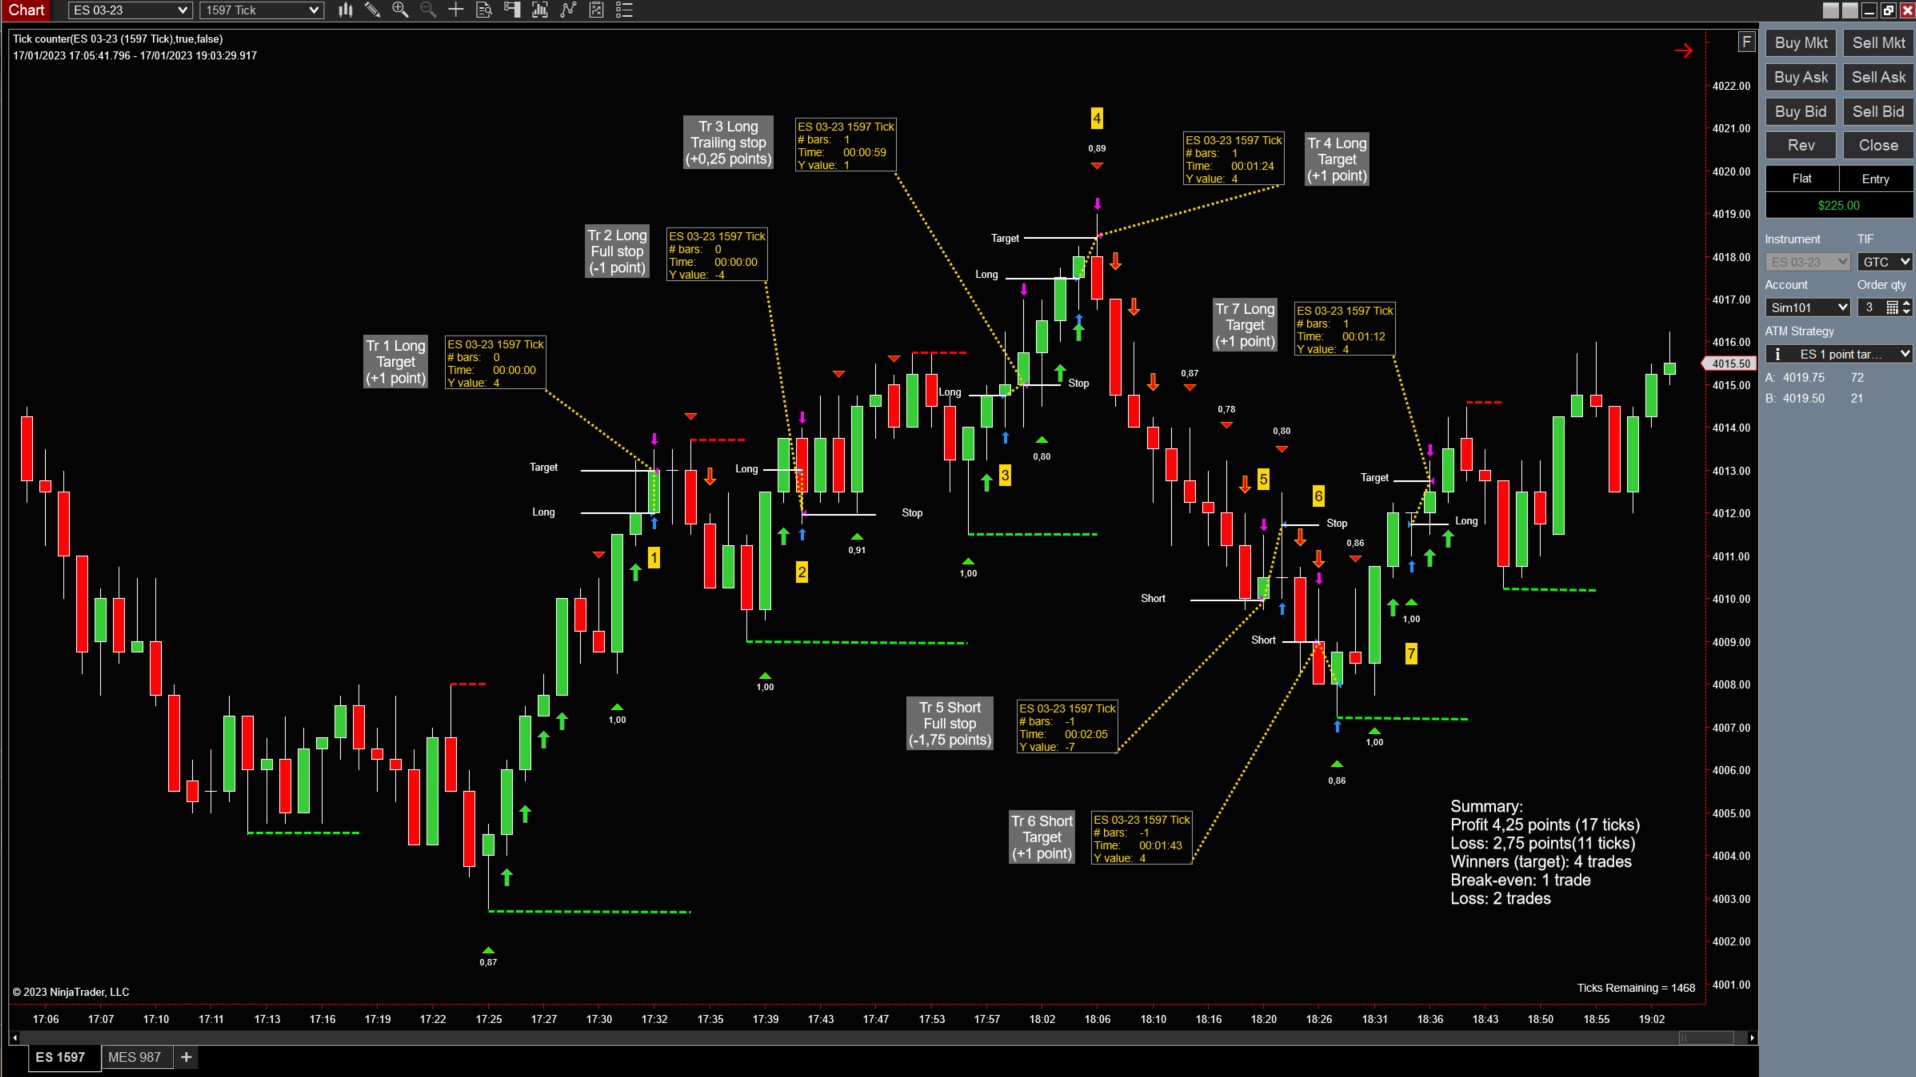 Chart
ES 03-23
1597 Tick
Tick counter(ES 03-23 (1597 Tick),true,false)
17/01/2023 17:05:41.796 - 17/01/2023 19:03:29.917
F
Tr 1 Long
Target
(+1 point)
ES 03-23 1597 Tick
# bars: 0
Time: 00:00:00
Y value: 4
Tr 2 Long
Full stop
(-1 point)
ES 03-23 1597 Tick
# bars: 0
Time: 00:00:00
Y value: -4
Tr 3 Long
Trailing stop
(+0,25 points)
ES 03-23 1597 Tick
# bars: 1
Time: 00:00:59
Y value: 1
4
0,89
ES 03-23 1597 Tick
# bars: 1
Time: 00:01:24
Y value: 4
Tr 4 Long
Target
(+1 point)
Tr 7 Long
Target
(+1 point)
ES 03-23 1597 Tick
# bars: 1
Time: 00:01:12
Y value: 4
Target
Long
Long
Stop
0,87
0,78
0,80
0,80
Target
Long
1
Long
Stop
2
0,91
3
1,00
5
6
Target
Long
Stop
0,86
Short
Short
1,00
7
1,00
1,00
1,00
0,86
Tr 5 Short
Full stop
(-1,75 points)
ES 03-23 1597 Tick
# bars: -1
Time: 00:02:05
Y value: -7
Tr 6 Short
Target
(+1 point)
ES 03-23 1597 Tick
# bars: -1
Time: 00:01:43
Y value: 4
0,87
Summary:
Profit 4,25 points (17 ticks)
Loss: 2,75 points(11 ticks)
Winners (target): 4 trades
Break-even: 1 trade
Loss: 2 trades
© 2023 NinjaTrader, LLC
Ticks Remaining = 1468
4022.00
4021.00
4020.00
4019.00
4018.00
4017.00
4016.00
4015.50
4015.00
4014.00
4013.00
4012.00
4011.00
4010.00
4009.00
4008.00
4007.00
4006.00
4005.00
4004.00
4003.00
4002.00
4001.00
17:06 17:07 17:10 17:11 17:13 17:16 17:19 17:22 17:25 17:27 17:30 17:32 17:35 17:39 17:43 17:47 17:53 17:57 18:02 18:06 18:10 18:16 18:20 18:26 18:31 18:36 18:43 18:50 18:55 19:02
ES 1597
MES 987
+
Buy Mkt
Sell Mkt
Buy Ask
Sell Ask
Buy Bid
Sell Bid
Rev
Close
Flat
Entry
$225.00
Instrument
TIF
ES 03-23
GTC
Account
Order qty
Sim101
3
ATM Strategy
ES 1 point tar...
A: 4019.75 72
B: 4019.50 21